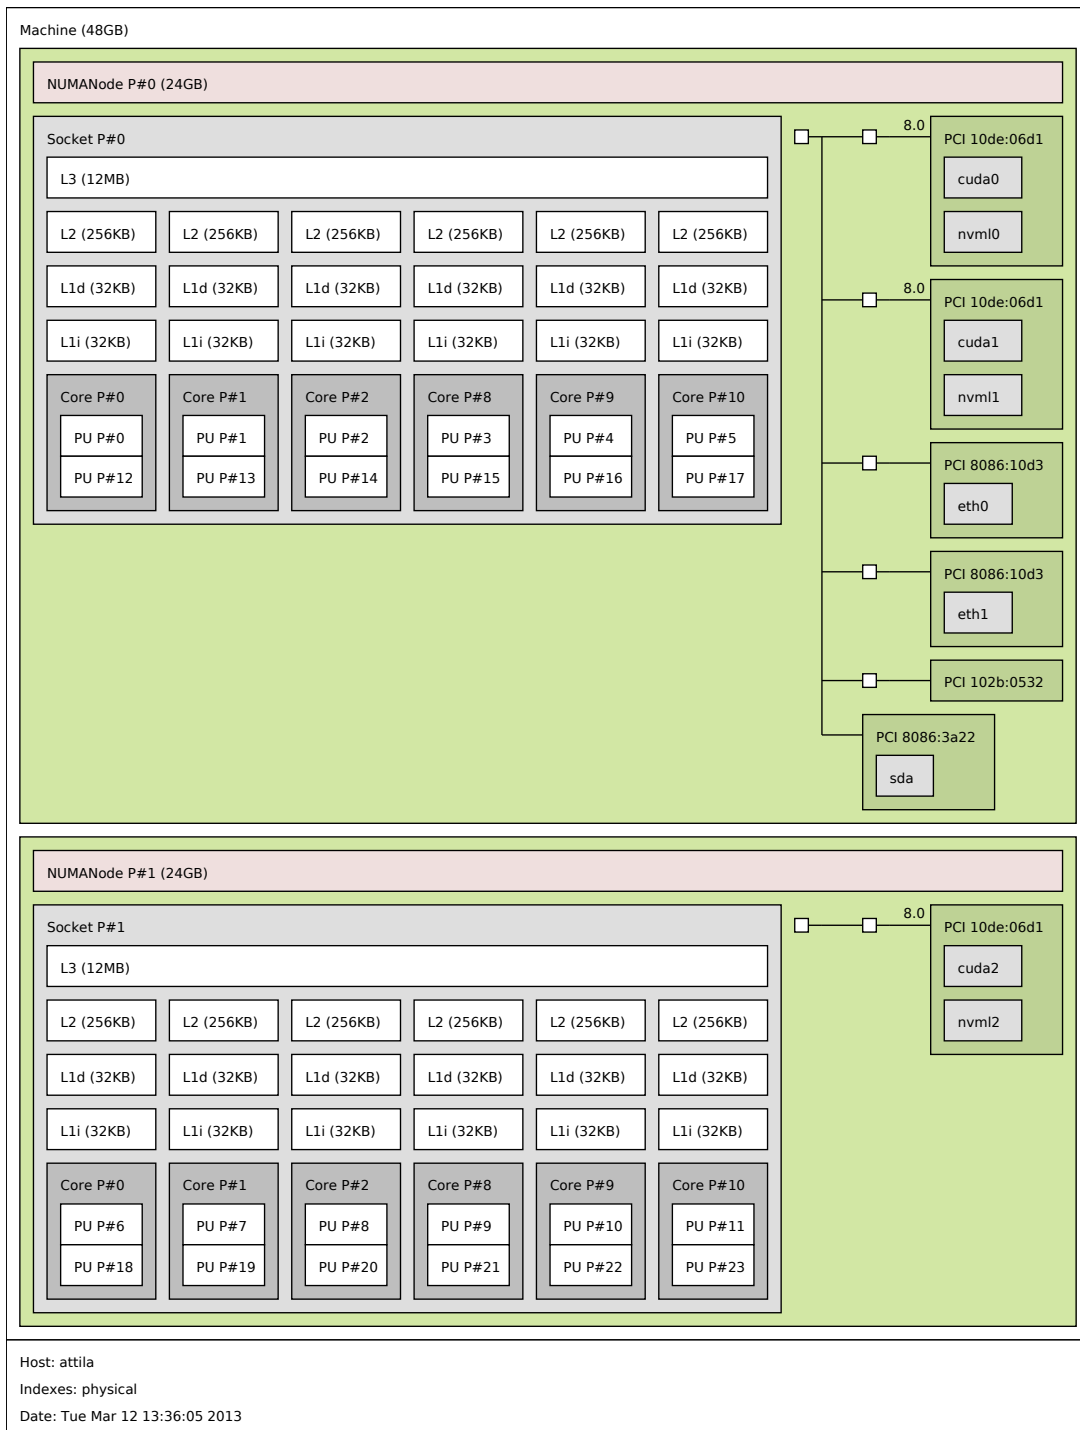 Machine (48GB)
NUMANode P#0 (24GB)
Socket P#0
L3 (12MB)
L2 (256KB) L2 (256KB) L2 (256KB) L2 (256KB) L2 (256KB) L2 (256KB)
L1d (32KB) L1d (32KB) L1d (32KB) L1d (32KB) L1d (32KB) L1d (32KB)
L1i (32KB) L1i (32KB) L1i (32KB) L1i (32KB) L1i (32KB) L1i (32KB)
Core P#0 Core P#1 Core P#2 Core P#8 Core P#9 Core P#10
PU P#0 PU P#1 PU P#2 PU P#3 PU P#4 PU P#5
PU P#12 PU P#13 PU P#14 PU P#15 PU P#16 PU P#17
8.0
PCI 10de:06d1
cuda0
nvml0
8.0
PCI 10de:06d1
cuda1
nvml1
PCI 8086:10d3
eth0
PCI 8086:10d3
eth1
PCI 102b:0532
PCI 8086:3a22
sda
NUMANode P#1 (24GB)
Socket P#1
L3 (12MB)
L2 (256KB) L2 (256KB) L2 (256KB) L2 (256KB) L2 (256KB) L2 (256KB)
L1d (32KB) L1d (32KB) L1d (32KB) L1d (32KB) L1d (32KB) L1d (32KB)
L1i (32KB) L1i (32KB) L1i (32KB) L1i (32KB) L1i (32KB) L1i (32KB)
Core P#0 Core P#1 Core P#2 Core P#8 Core P#9 Core P#10
PU P#6 PU P#7 PU P#8 PU P#9 PU P#10 PU P#11
PU P#18 PU P#19 PU P#20 PU P#21 PU P#22 PU P#23
8.0
PCI 10de:06d1
cuda2
nvml2
Host: attila
Indexes: physical
Date: Tue Mar 12 13:36:05 2013